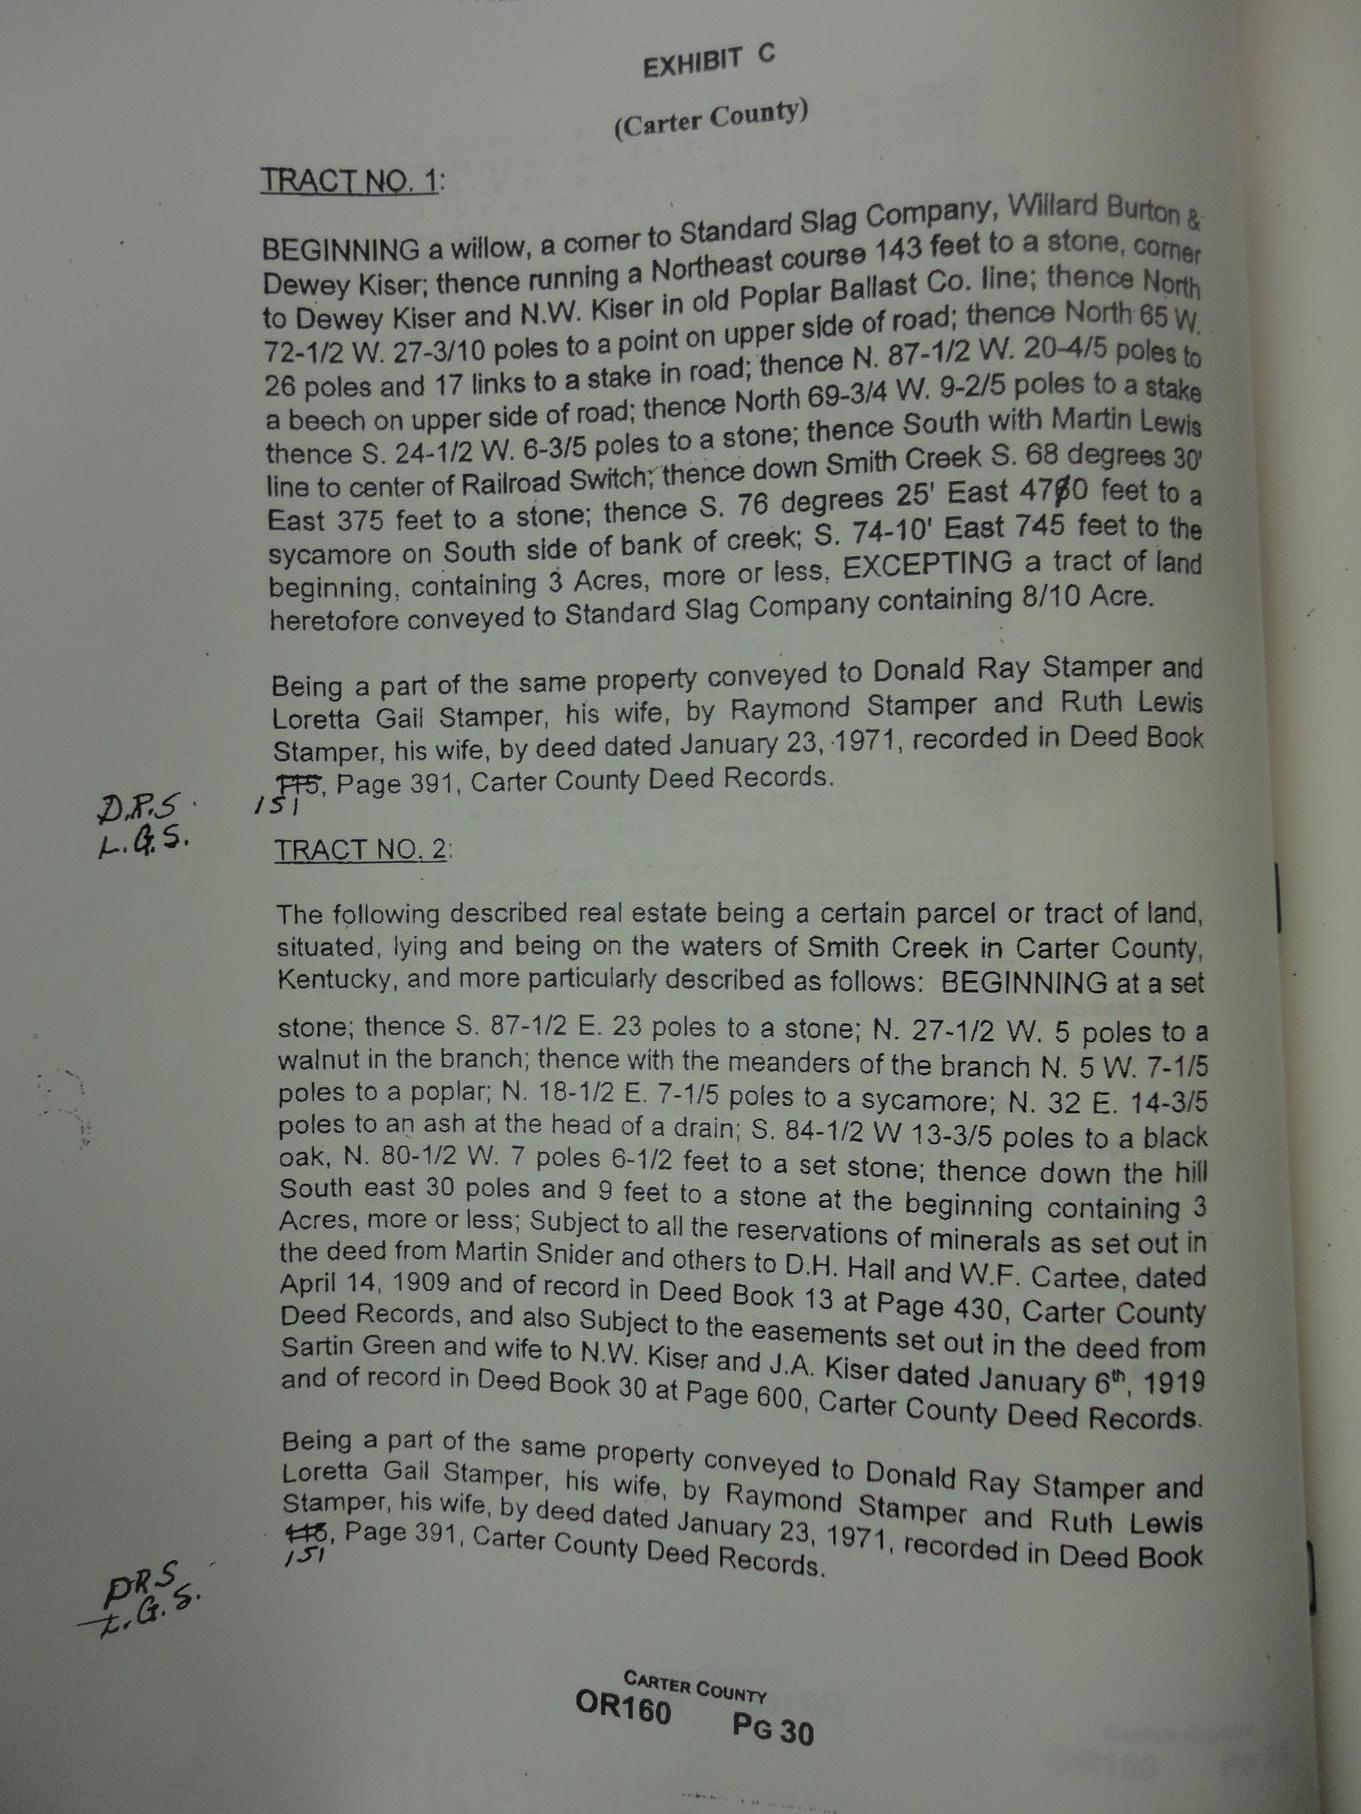 EXHIBIT C
(Carter County)
TRACT NO. 1:
BEGINNING a willow, a corner to Standard Slag Company, Willard Burton &
Dewey Kiser; thence running a Northeast course 143 feet to a stone, corner
to Dewey Kiser and N.W. Kiser in old Poplar Ballast Co. line; thence North
72-1/2 W. 27-3/10 poles to a point on upper side of road; thence North 65 W.
26 poles and 17 links to a stake in road; thence N. 87-1/2 W. 20-4/5 poles to
a beech on upper side of road; thence North 69-3/4 W. 9-2/5 poles to a stake
thence S. 24-1/2 W. 6-3/5 poles to a stone; thence South with Martin Lewis
line to center of Railroad Switch; thence down Smith Creek S. 68 degrees 30'
East 375 feet to a stone; thence S. 76 degrees 25' East 470 feet to a
sycamore on South side of bank of creek; S. 74-10' East 745 feet to the
beginning, containing 3 Acres, more or less, EXCEPTING a tract of land
heretofore conveyed to Standard Slag Company containing 8/10 Acre.
Being a part of the same property conveyed to Donald Ray Stamper and
Loretta Gail Stamper, his wife, by Raymond Stamper and Ruth Lewis
Stamper, his wife, by deed dated January 23, 1971, recorded in Deed Book
115, Page 391, Carter County Deed Records.
151
D.R.S.
L.G.S.
TRACT NO. 2:
The following described real estate being a certain parcel or tract of land,
situated, lying and being on the waters of Smith Creek in Carter County,
Kentucky, and more particularly described as follows: BEGINNING at a set
stone; thence S. 87-1/2 E. 23 poles to a stone; N. 27-1/2 W. 5 poles to a
walnut in the branch; thence with the meanders of the branch N. 5 W. 7-1/5
poles to a poplar; N. 18-1/2 E. 7-1/5 poles to a sycamore; N. 32 E. 14-3/5
poles to an ash at the head of a drain; S. 84-1/2 W 13-3/5 poles to a black
oak, N. 80-1/2 W. 7 poles 6-1/2 feet to a set stone; thence down the hill
South east 30 poles and 9 feet to a stone at the beginning containing 3
Acres, more or less; Subject to all the reservations of minerals as set out in
the deed from Martin Snider and others to D.H. Hall and W.F. Cartee, dated
April 14, 1909 and of record in Deed Book 13 at Page 430, Carter County
Deed Records, and also Subject to the easements set out in the deed from
Sartin Green and wife to N.W. Kiser and J.A. Kiser dated January 6th, 1919
and of record in Deed Book 30 at Page 600, Carter County Deed Records.
Being a part of the same property conveyed to Donald Ray Stamper and
Loretta Gail Stamper, his wife, by Raymond Stamper and Ruth Lewis
Stamper, his wife, by deed dated January 23, 1971, recorded in Deed Book
115, Page 391, Carter County Deed Records.
151
DRS
L.G.S.
CARTER COUNTY
OR160 PG 30